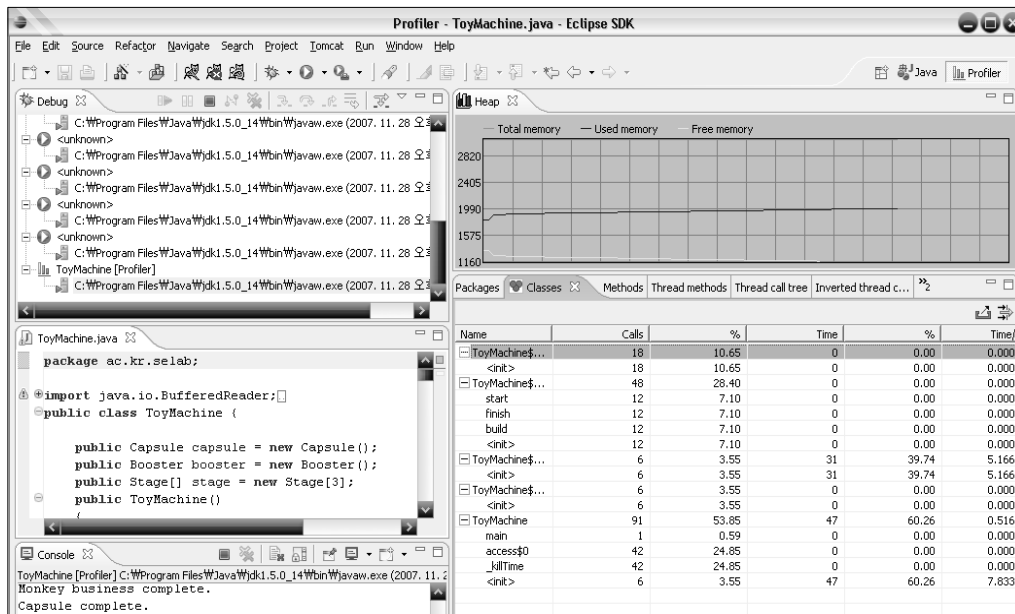 Profiler - ToyMachine.java - Eclipse SDK
File Edit Source Refactor Navigate Search Project Tomcat Run Window Help
Java Profiler
Debug
C:₩Program Files₩Java₩jdk1.5.0_14₩bin₩javaw.exe (2007. 11. 28
<unknown>
C:₩Program Files₩Java₩jdk1.5.0_14₩bin₩javaw.exe (2007. 11. 28
<unknown>
C:₩Program Files₩Java₩jdk1.5.0_14₩bin₩javaw.exe (2007. 11. 28
<unknown>
C:₩Program Files₩Java₩jdk1.5.0_14₩bin₩javaw.exe (2007. 11. 28
<unknown>
C:₩Program Files₩Java₩jdk1.5.0_14₩bin₩javaw.exe (2007. 11. 28
ToyMachine [Profiler]
C:₩Program Files₩Java₩jdk1.5.0_14₩bin₩javaw.exe (2007. 11. 28
Heap
Total memory Used memory Free memory
2820
2405
1990
1575
1160
Packages Classes Methods Thread methods Thread call tree Inverted thread c... »2
Name Calls % Time % Time/
ToyMachine$... 18 10.65 0 0.00 0.000
<init> 18 10.65 0 0.00 0.000
ToyMachine$... 48 28.40 0 0.00 0.000
start 12 7.10 0 0.00 0.000
finish 12 7.10 0 0.00 0.000
build 12 7.10 0 0.00 0.000
<init> 12 7.10 0 0.00 0.000
ToyMachine$... 6 3.55 31 39.74 5.166
<init> 6 3.55 31 39.74 5.166
ToyMachine$... 6 3.55 0 0.00 0.000
<init> 6 3.55 0 0.00 0.000
ToyMachine 91 53.85 47 60.26 0.516
main 1 0.59 0 0.00 0.000
access$0 42 24.85 0 0.00 0.000
_killTime 42 24.85 0 0.00 0.000
<init> 6 3.55 47 60.26 7.833
ToyMachine.java
package ac.kr.selab;
import java.io.BufferedReader;
public class ToyMachine {
public Capsule capsule = new Capsule();
public Booster booster = new Booster();
public Stage[] stage = new Stage[3];
public ToyMachine()
{
Console
ToyMachine [Profiler] C:₩Program Files₩Java₩jdk1.5.0_14₩bin₩javaw.exe (2007. 11. 2
Monkey business complete.
Capsule complete.